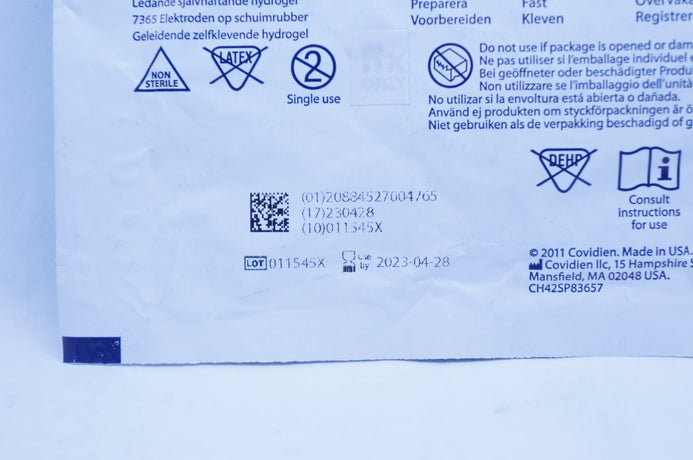 Ledande självhäftande hydrogel
7365 Elektroden op schuimrubber
Geleidende zelfklevende hydrogel
Preparera
Voorbereiden
Fast
Kleven
Registrer
NON
STERILE
LATEX
2
Single use
Do not use if package is opened or dam
Ne pas utiliser si l'emballage individuel e
Bei geöffneter oder beschädigter Produ
Non utilizzare se l'imballaggio dell'unità
No utilizar si la envoltura está abierta o dañada.
Använd ej produkten om styckförpackningen är ö
Niet gebruiken als de verpakking beschadigd of g
DEHP
i
Consult
instructions
for use
(01)20884527004765
(17)230428
(10)011545X
LOT 011545X use by 2023-04-28
© 2011 Covidien. Made in USA.
Covidien llc, 15 Hampshire S
Mansfield, MA 02048 USA.
CH42SP83657